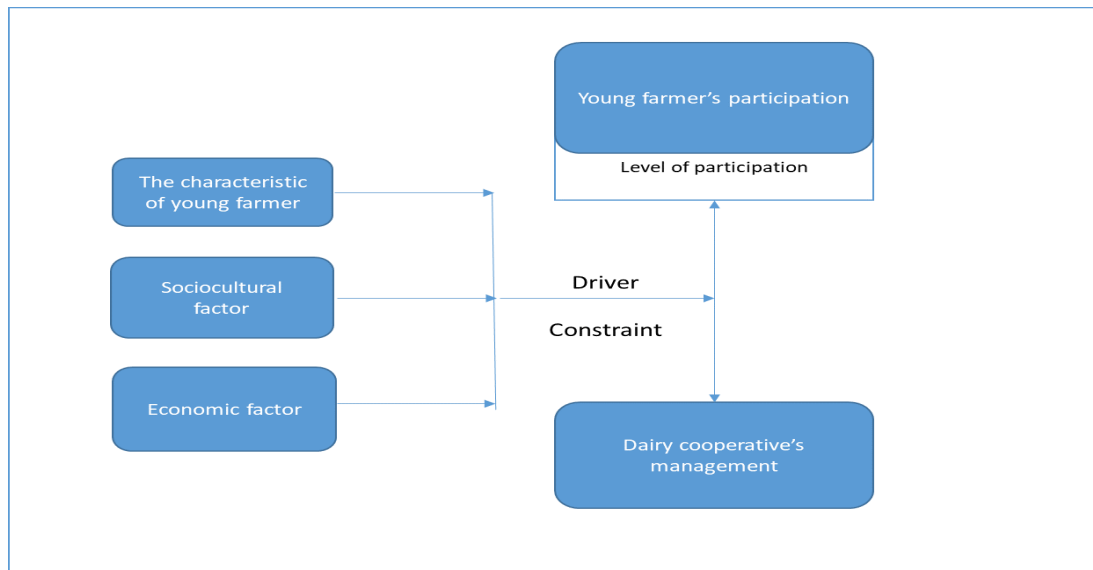 Young farmer’s participation
Level of participation
The characteristic
of young farmer
Sociocultural
factor
Economic factor
Driver
Constraint
Dairy cooperative’s
management